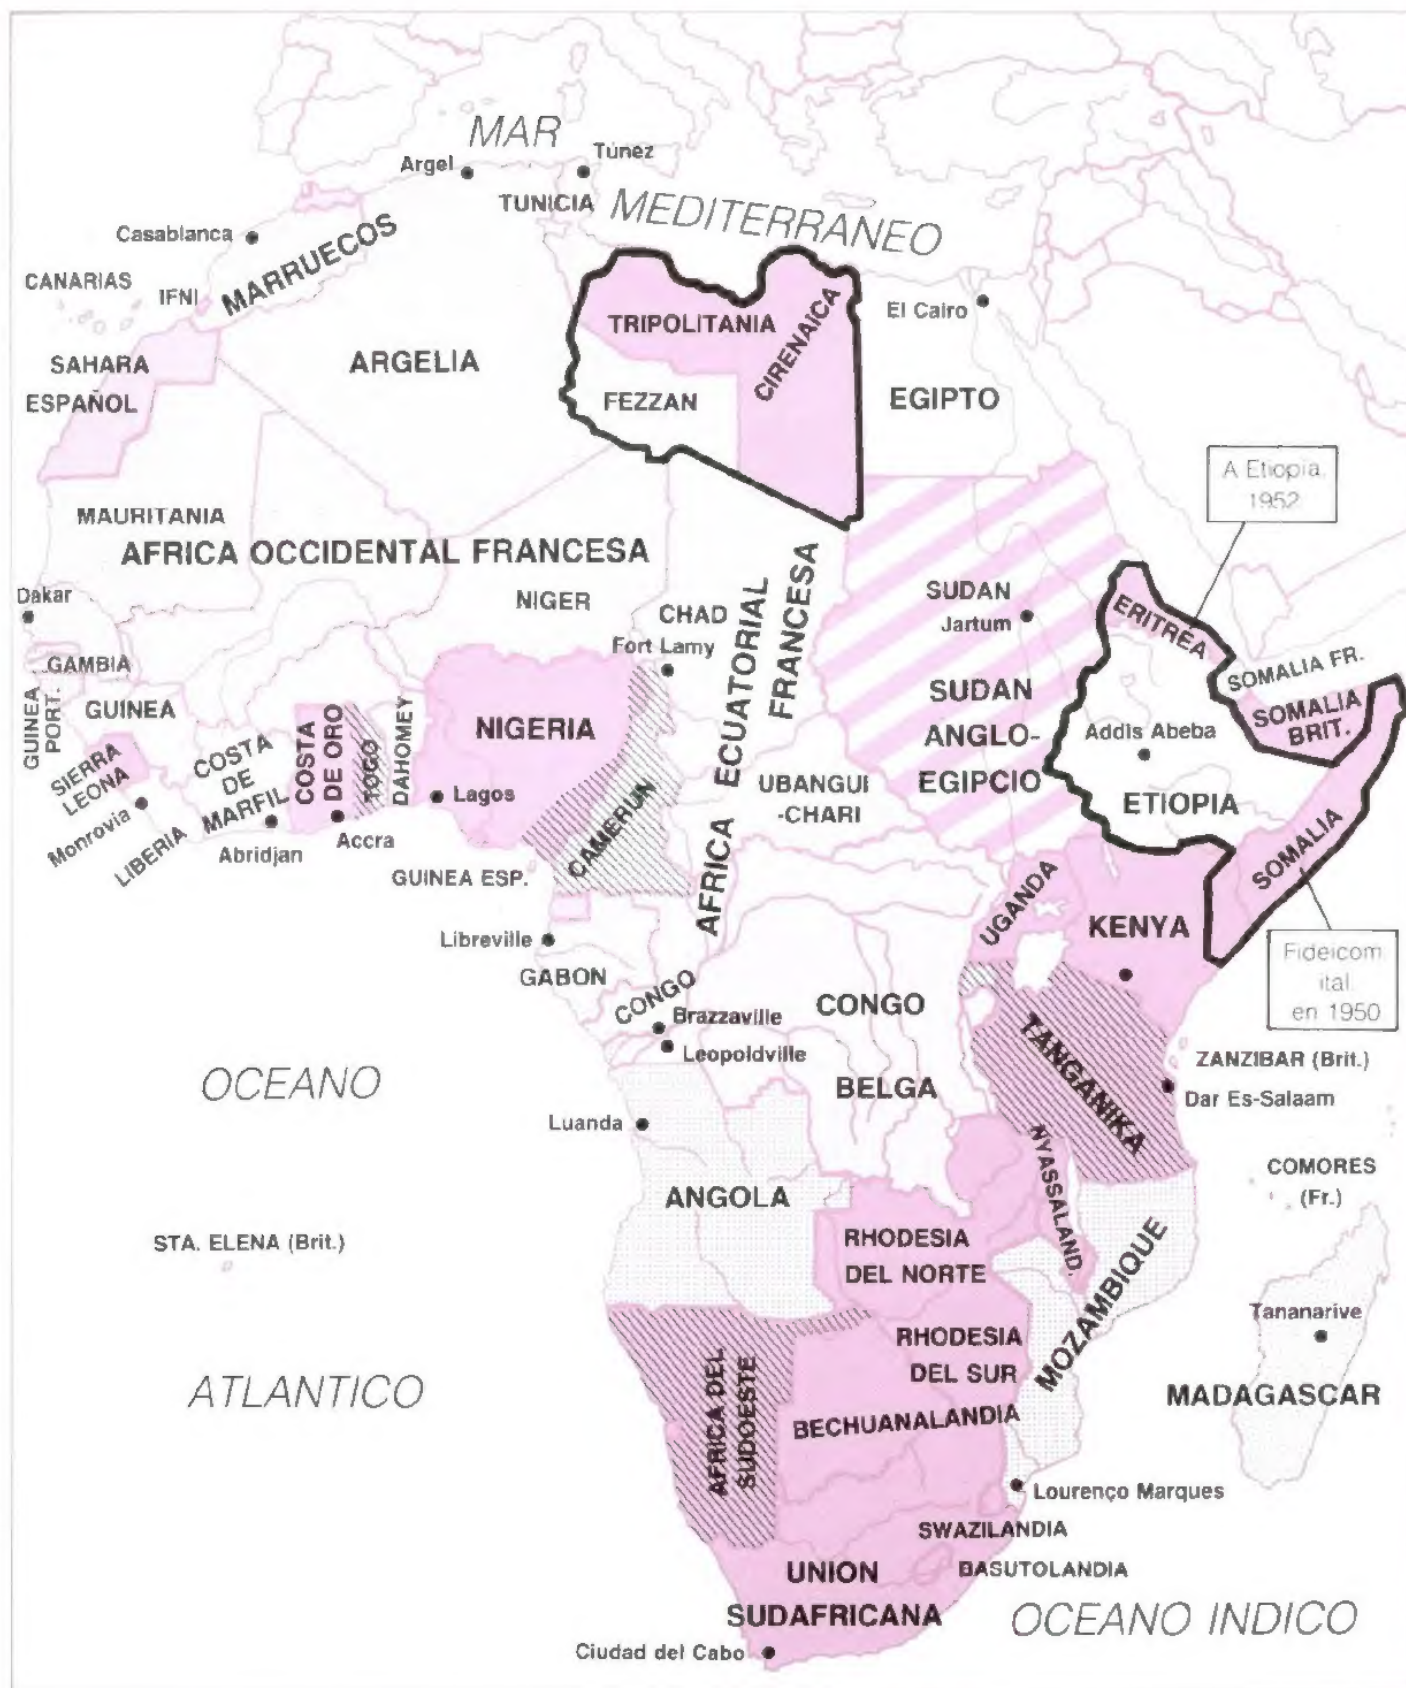 MAR
Argel
Túnez
TUNICIA
MEDITERRANEO
Casablanca
MARRUECOS
CANARIAS
IFNI
SAHARA
ESPAÑOL
ARGELIA
TRIPOLITANIA
CIRENAICA
FEZZAN
El Cairo
EGIPTO
A Etiopia.
1952
MAURITANIA
AFRICA OCCIDENTAL FRANCESA
NIGER
CHAD
Fort Lamy
AFRICA ECUATORIAL
FRANCESA
SUDAN
Jartum
SUDAN
ANGLO-
EGIPCIO
ERITREA
SOMALIA FR.
SOMALIA
BRIT.
Addis Abeba
ETIOPIA
SOMALIA
Dakar
GAMBIA
GUINEA
PORT.
GUINEA
SIERRA
LEONA
Monrovia
LIBERIA
COSTA
DE
MARFIL
Abridjan
COSTA
DE ORO
Accra
TOGO
DAHOMEY
NIGERIA
Lagos
CAMERUN
GUINEA ESP.
UBANGUI
-CHARI
UGANDA
KENYA
Fideicom
ital.
en 1950
Libreville
GABON
CONGO
Brazzaville
Leopoldville
CONGO
BELGA
TANGANIKA
ZANZIBAR (Brit.)
Dar Es-Salaam
OCEANO
Luanda
ANGOLA
NYASSALAND.
COMORES
(Fr.)
STA. ELENA (Brit.)
RHODESIA
DEL NORTE
MOZAMBIQUE
RHODESIA
DEL SUR
Tananarive
MADAGASCAR
ATLANTICO
AFRICA DEL
SUDOESTE
BECHUANALANDIA
Lourenço Marques
SWAZILANDIA
BASUTOLANDIA
UNION
SUDAFRICANA
OCEANO INDICO
Ciudad del Cabo